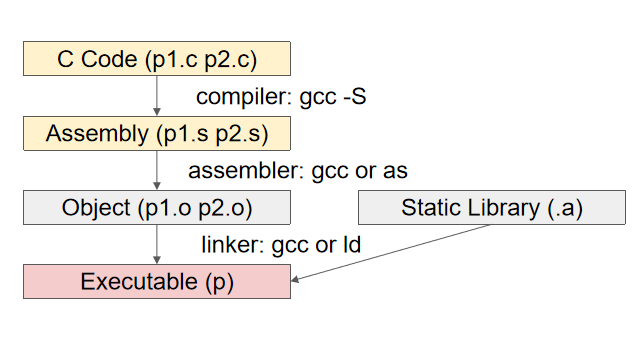 C Code (p1.c p2.c)
compiler: gcc -S
Assembly (p1.s p2.s)
assembler: gcc or as
Object (p1.o p2.o)
Static Library (.a)
linker: gcc or ld
Executable (p)